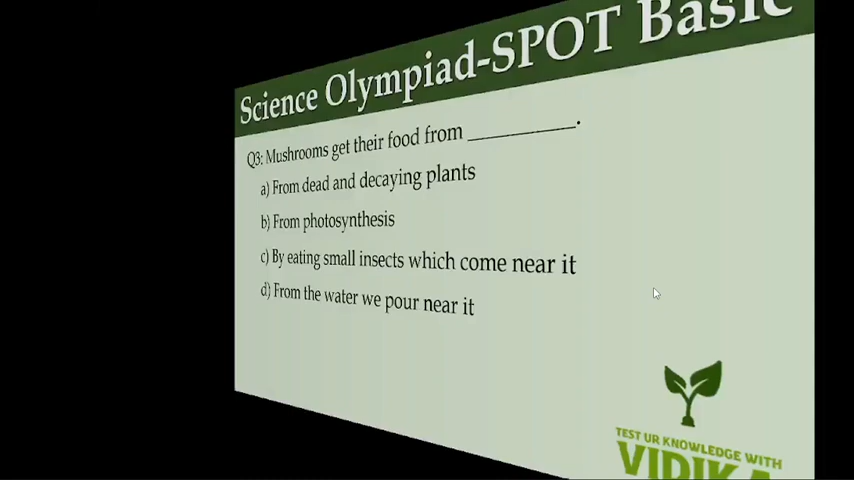 Science Olympiad-SPOT Basic
Q3: Mushrooms get their food from ___________.
a) From dead and decaying plants
b) From photosynthesis
c) By eating small insects which come near it
d) From the water we pour near it
TEST UR KNOWLEDGE WITH
VIDIKA